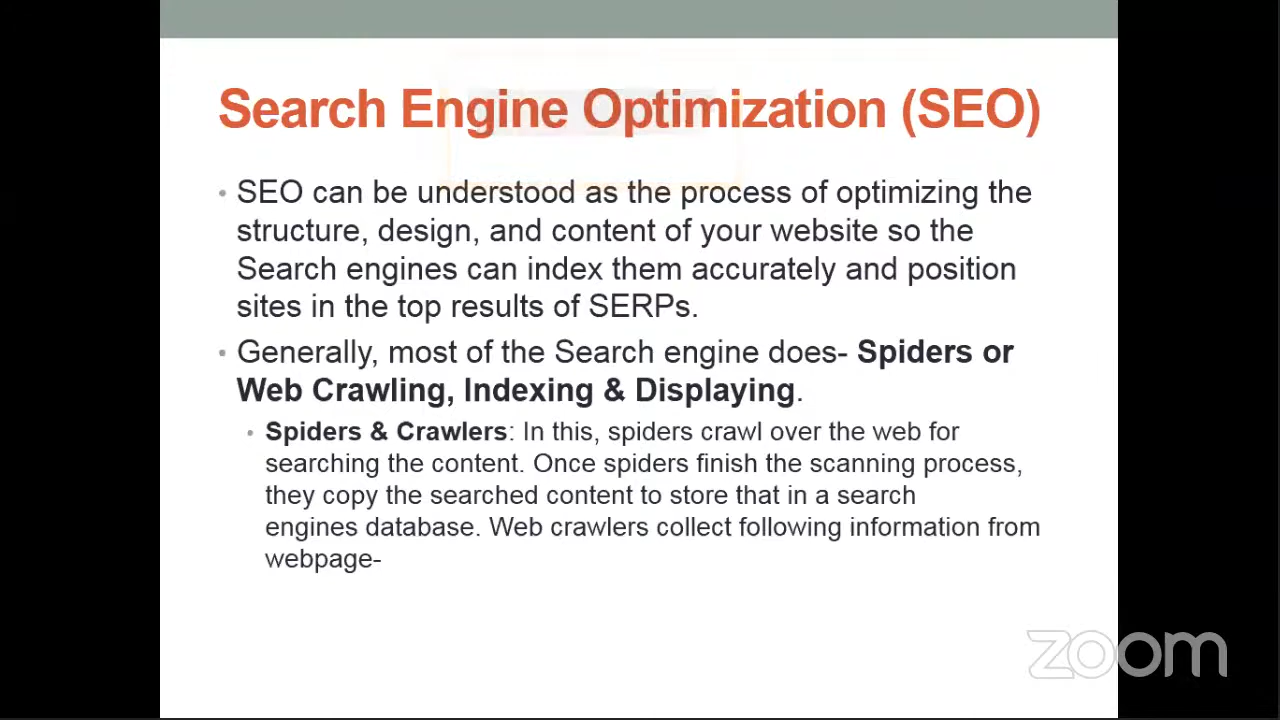 Search Engine Optimization (SEO)
• SEO can be understood as the process of optimizing the
structure, design, and content of your website so the
Search engines can index them accurately and position
sites in the top results of SERPs.
• Generally, most of the Search engine does- Spiders or
Web Crawling, Indexing & Displaying.
• Spiders & Crawlers: In this, spiders crawl over the web for
searching the content. Once spiders finish the scanning process,
they copy the searched content to store that in a search
engines database. Web crawlers collect following information from
webpage-
zoom